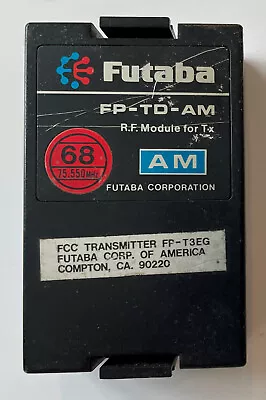 Futaba
FP-TD-AM
R.F. Module for Tx
68
75.550MHz
AM
FUTABA CORPORATION
FCC TRANSMITTER FP-T3EG
FUTABA CORP. OF AMERICA
COMPTON, CA. 90220